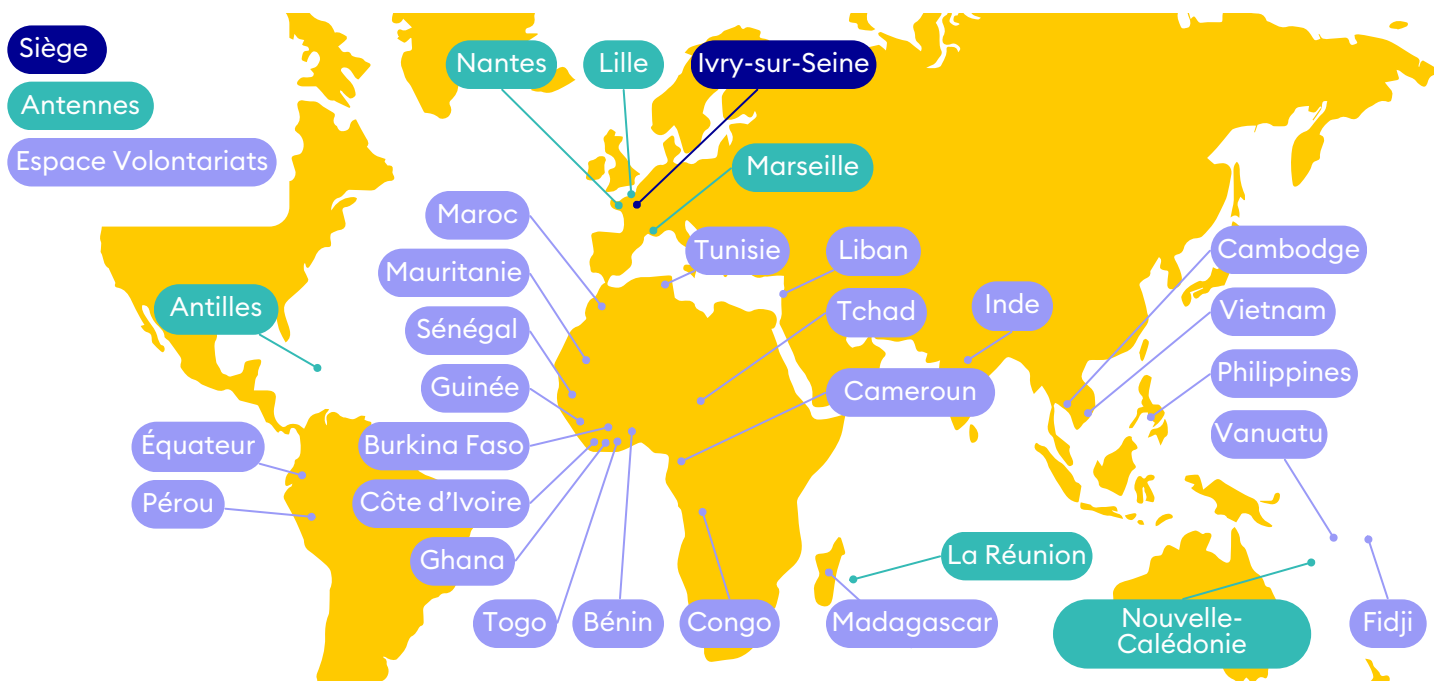 Siège
Antennes
Espace Volontariats
Nantes
Lille
Ivry-sur-Seine
Marseille
Maroc
Mauritanie
Sénégal
Guinée
Burkina Faso
Côte d’Ivoire
Ghana
Togo
Bénin
Congo
Madagascar
Tunisie
Liban
Tchad
Cameroun
Inde
Cambodge
Vietnam
Philippines
Vanuatu
Antilles
Équateur
Pérou
La Réunion
Nouvelle-
Calédonie
Fidji